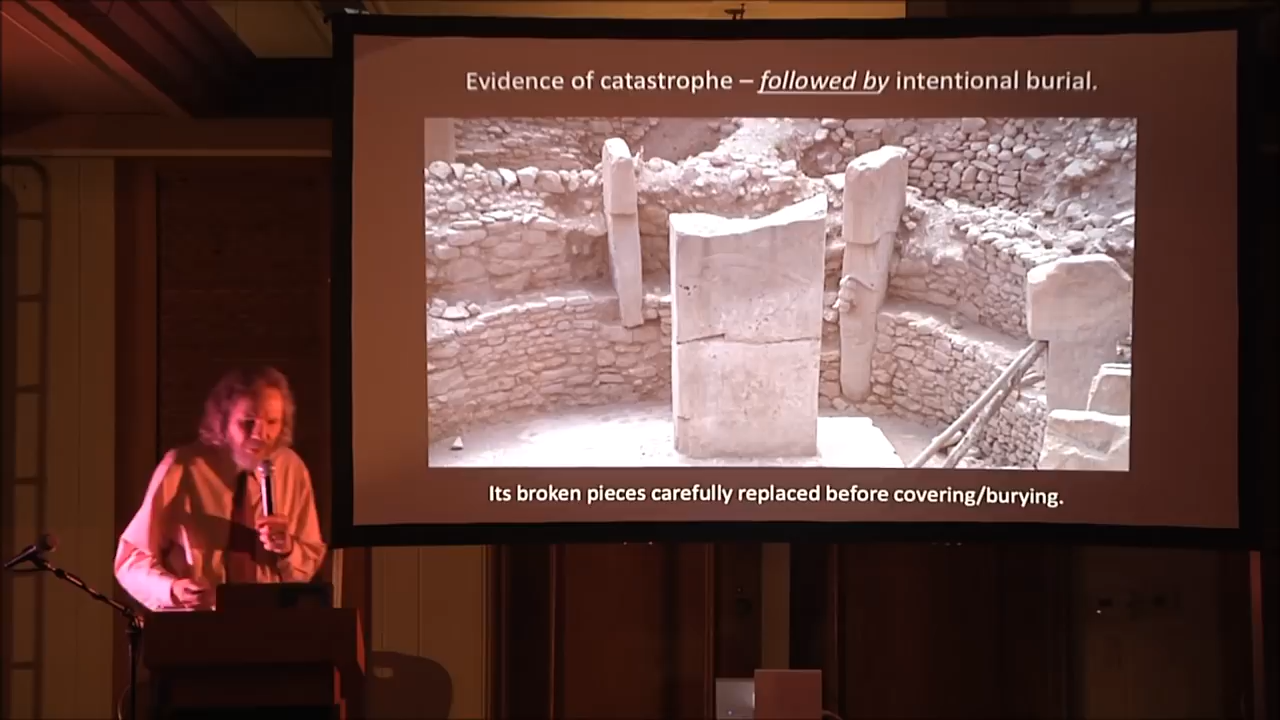 Evidence of catastrophe – followed by intentional burial.
Its broken pieces carefully replaced before covering/burying.